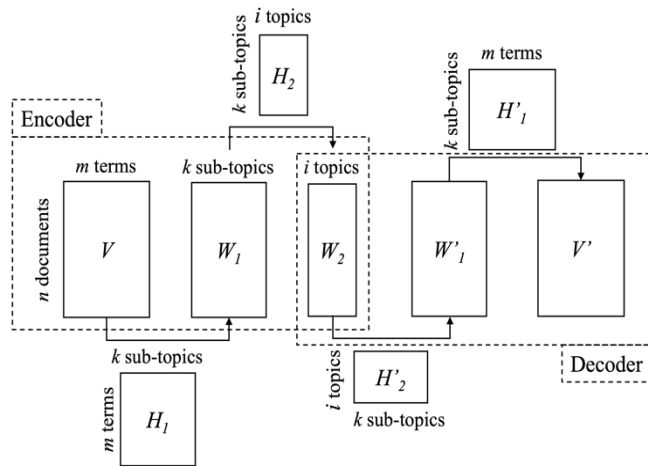 i topics
k sub-topics
H2
m terms
k sub-topics
H'1
Encoder
m terms
k sub-topics
i topics
n documents
V
W1
W2
W'1
V'
k sub-topics
m terms
H1
i topics
H'2
k sub-topics
Decoder